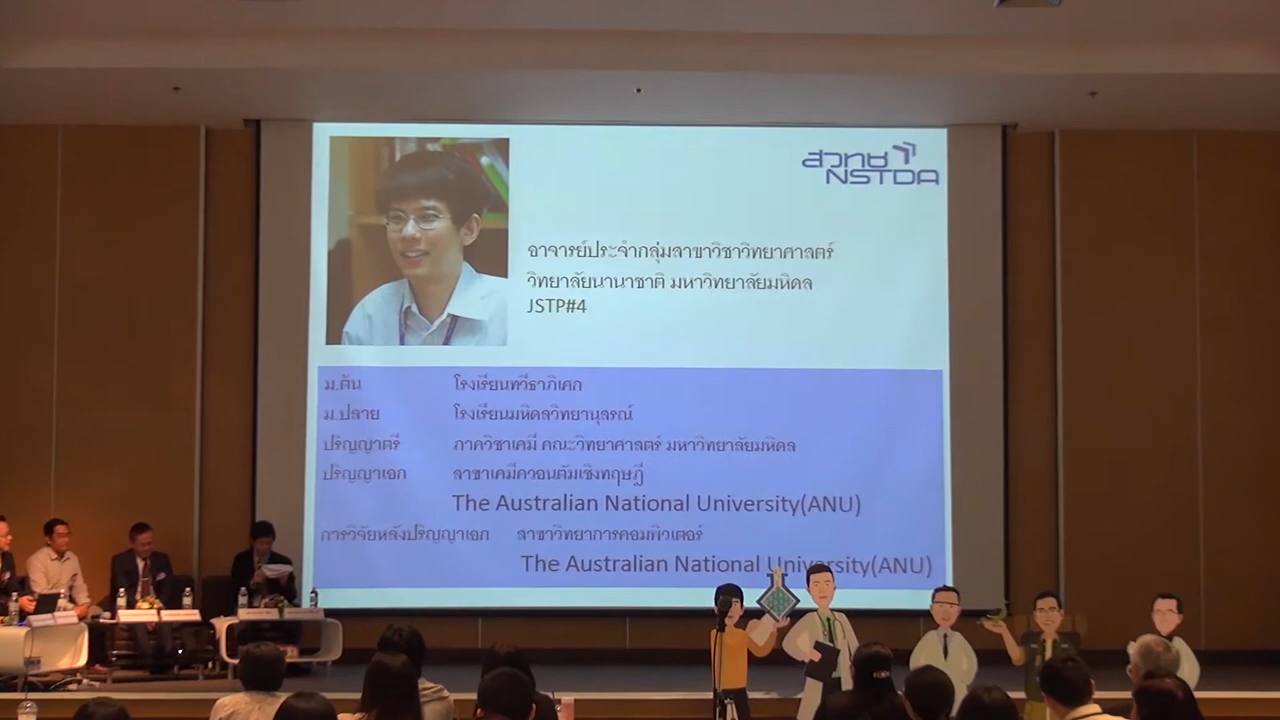 สวทช
NSTDA
อาจารย์ประจำกลุ่มสาขาวิชาวิทยาศาสตร์
วิทยาลัยนานาชาติ มหาวิทยาลัยมหิดล
JSTP#4
ม.ต้น โรงเรียนทวีธาภิเศก
ม.ปลาย โรงเรียนมหิดลวิทยานุสรณ์
ปริญญาตรี ภาควิชาเคมี คณะวิทยาศาสตร์ มหาวิทยาลัยมหิดล
ปริญญาเอก สาขาเคมีควอนตัมเชิงทฤษฎี
The Australian National University(ANU)
การวิจัยหลังปริญญาเอก สาขาวิทยาการคอมพิวเตอร์
The Australian National University(ANU)